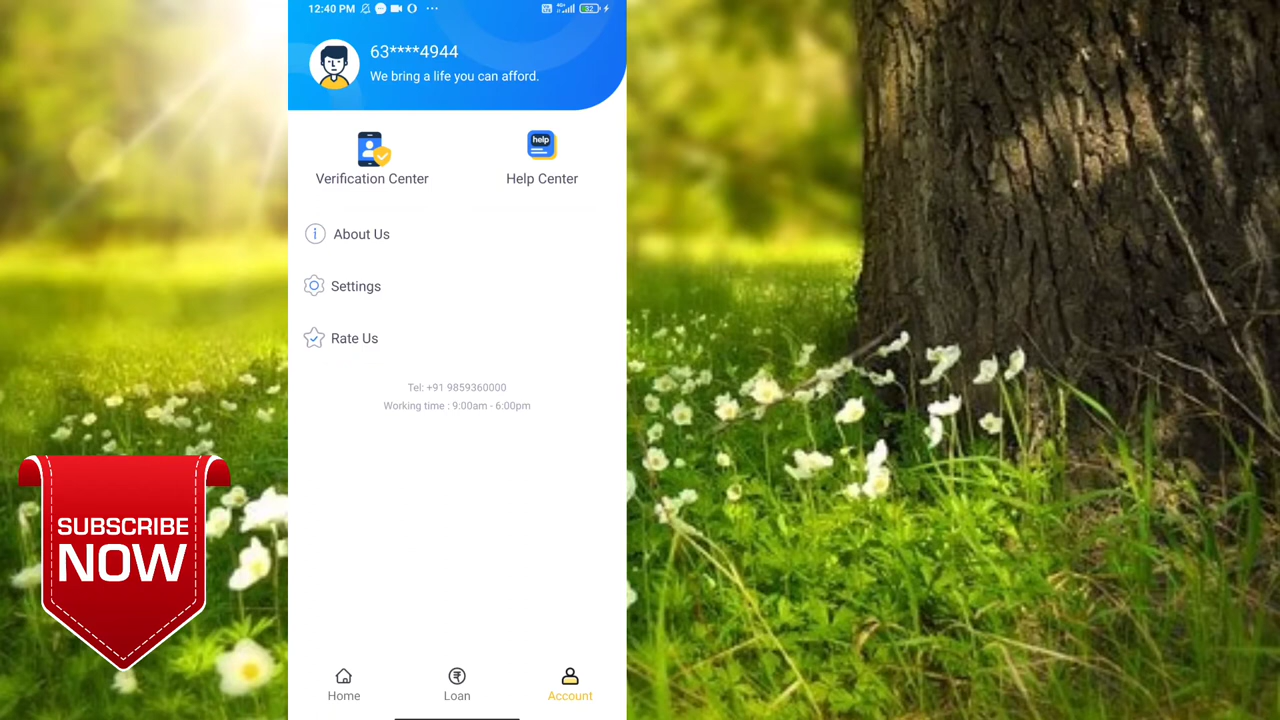 12:40 PM
32
63****4944
We bring a life you can afford.
help
Verification Center
Help Center
About Us
Settings
Rate Us
Tel: +91 9859360000
Working time : 9:00am - 6:00pm
SUBSCRIBE
NOW
Home
Loan
Account